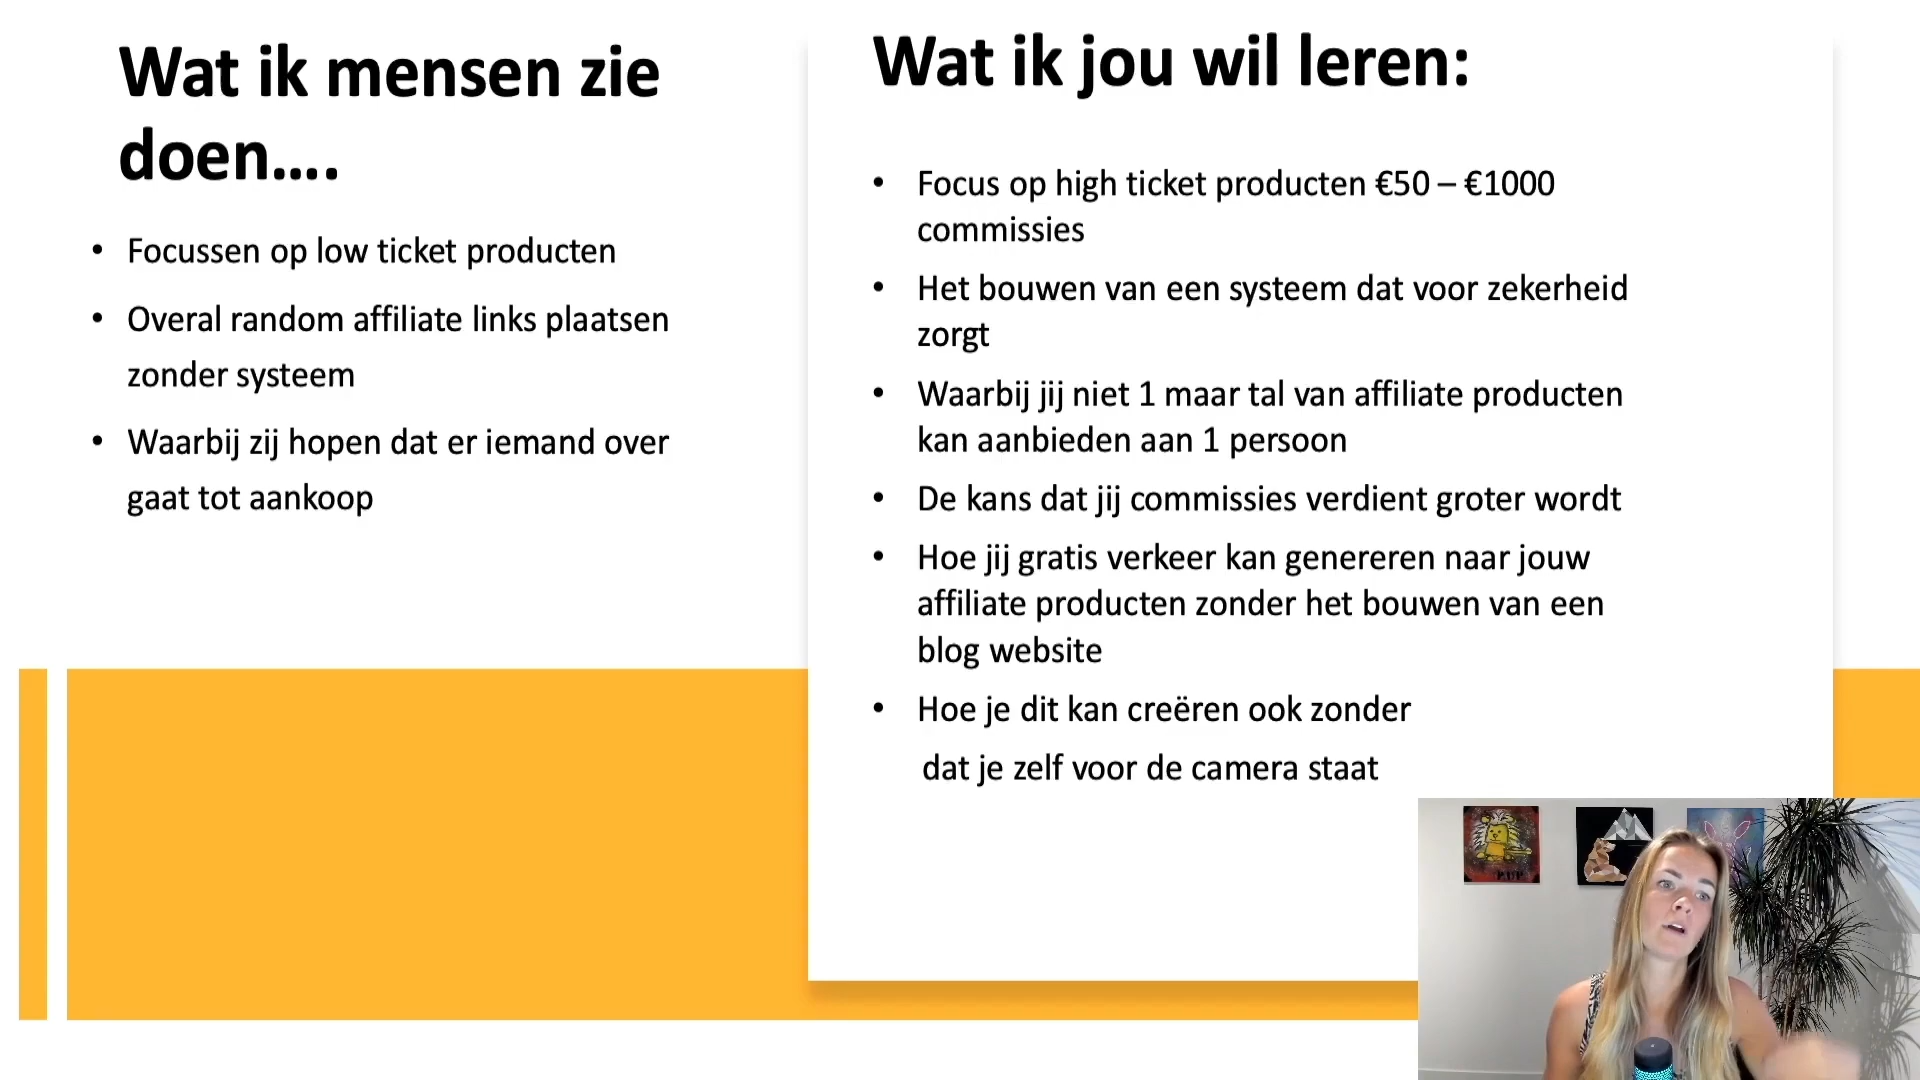 Wat ik mensen zie
doen....
• Focussen op low ticket producten
• Overal random affiliate links plaatsen
zonder systeem
• Waarbij zij hopen dat er iemand over
gaat tot aankoop
Wat ik jou wil leren:
• Focus op high ticket producten €50 – €1000
commissies
• Het bouwen van een systeem dat voor zekerheid
zorgt
• Waarbij jij niet 1 maar tal van affiliate producten
kan aanbieden aan 1 persoon
• De kans dat jij commissies verdient groter wordt
• Hoe jij gratis verkeer kan genereren naar jouw
affiliate producten zonder het bouwen van een
blog website
• Hoe je dit kan creëren ook zonder
dat je zelf voor de camera staat